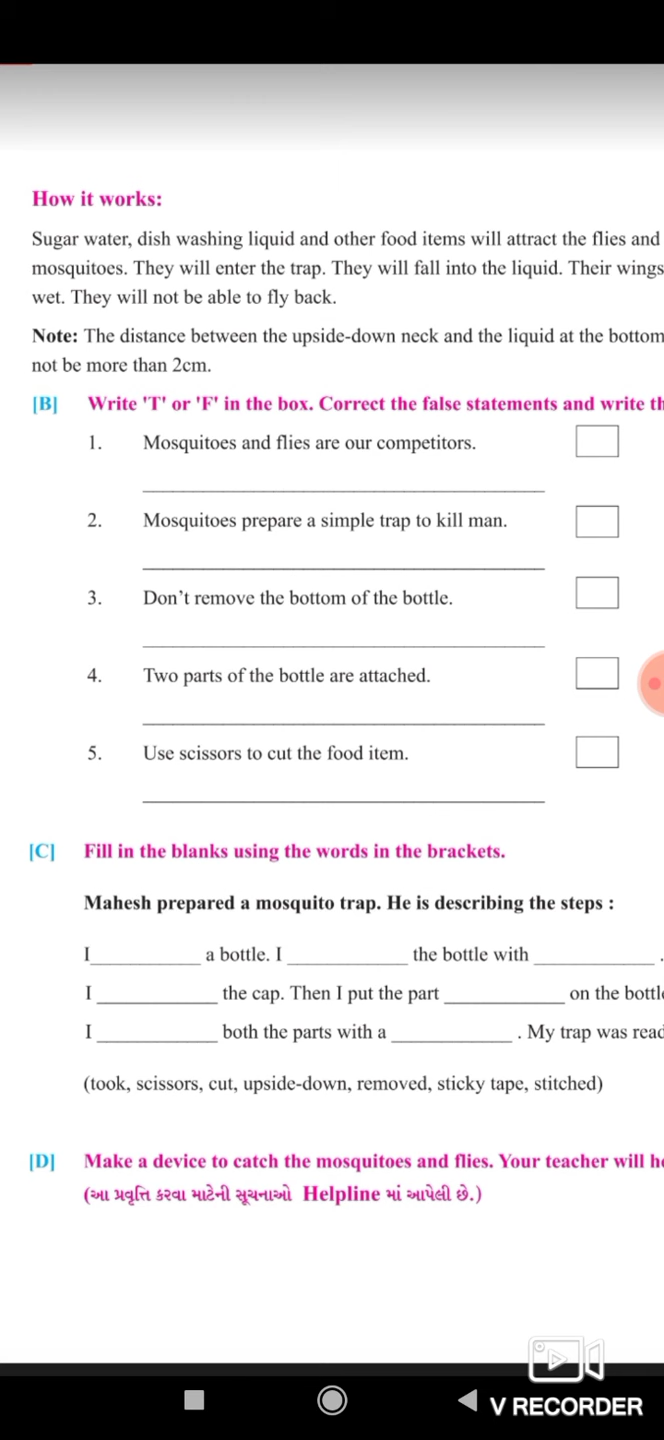 How it works:
Sugar water, dish washing liquid and other food items will attract the flies and
mosquitoes. They will enter the trap. They will fall into the liquid. Their wings
wet. They will not be able to fly back.
Note: The distance between the upside-down neck and the liquid at the bottom
not be more than 2cm.
[B] Write 'T' or 'F' in the box. Correct the false statements and write th
1. Mosquitoes and flies are our competitors.
2. Mosquitoes prepare a simple trap to kill man.
3. Don't remove the bottom of the bottle.
4. Two parts of the bottle are attached.
5. Use scissors to cut the food item.
[C] Fill in the blanks using the words in the brackets.
Mahesh prepared a mosquito trap. He is describing the steps :
I____________ a bottle. I _____________ the bottle with _____________ .
I _____________ the cap. Then I put the part _____________ on the bottle
I _____________ both the parts with a _____________ . My trap was read
(took, scissors, cut, upside-down, removed, sticky tape, stitched)
[D] Make a device to catch the mosquitoes and flies. Your teacher will he
(આ પ્રવૃત્તિ કરવા માટેની સૂચનાઓ Helpline માં આપેલી છે.)
V RECORDER